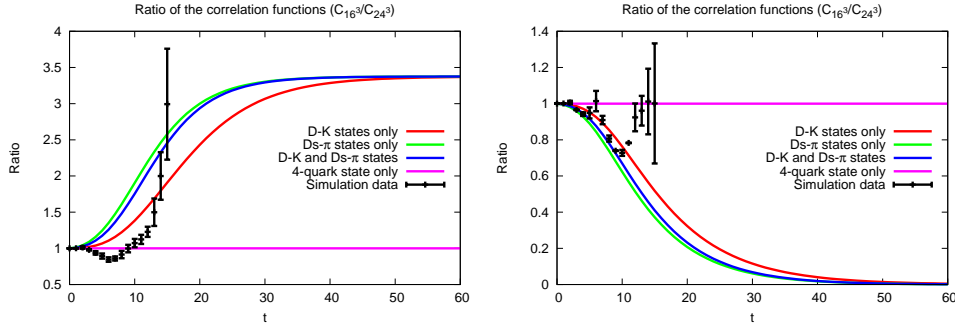 Ratio of the correlation functions (C₁₆³/C₂₄³)
Ratio
4
3.5
3
2.5
2
1.5
1
0.5
D-K states only
Ds-π states only
D-K and Ds-π states
4-quark state only
Simulation data
0 10 20 30 40 50 60
t
Ratio of the correlation functions (C₁₆³/C₂₄³)
Ratio
1.4
1.2
1
0.8
0.6
0.4
0.2
0
D-K states only
Ds-π states only
D-K and Ds-π states
4-quark state only
Simulation data
0 10 20 30 40 50 60
t